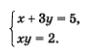 x + 3y = 5,
xy = 2.